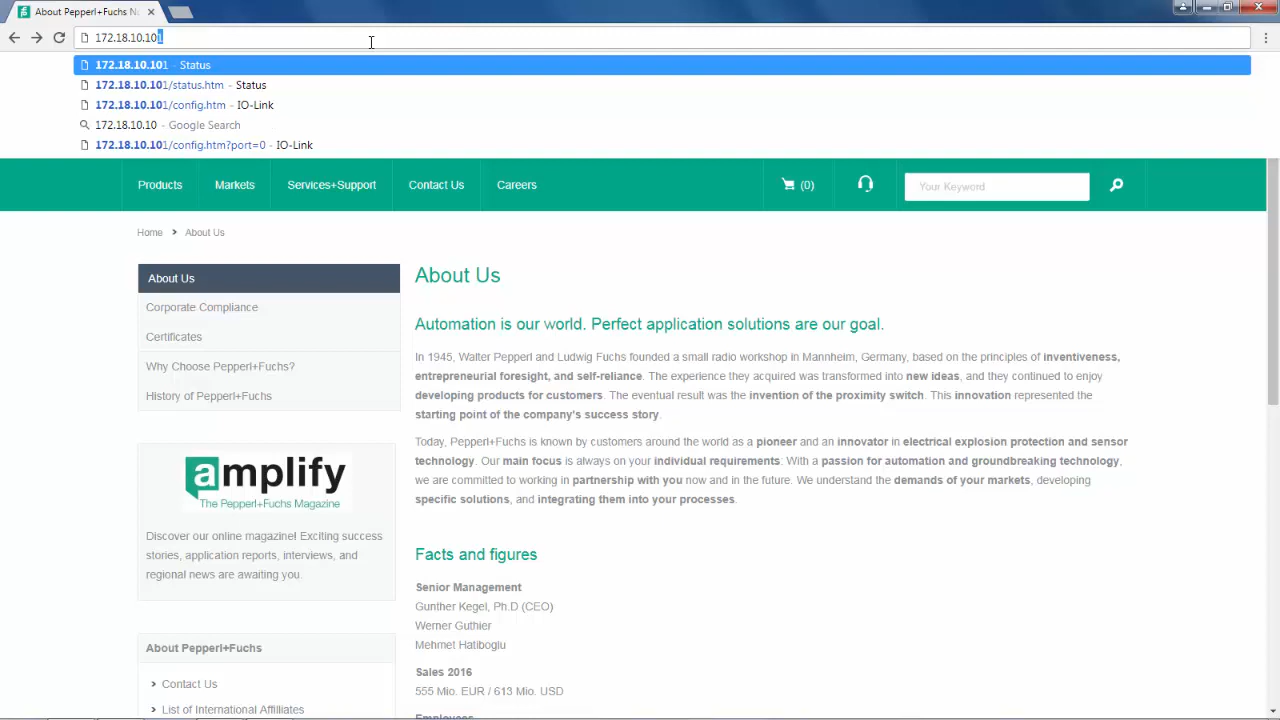 About Pepperl+Fuchs N
172.18.10.101
172.18.10.101 - Status
172.18.10.101/status.htm - Status
172.18.10.101/config.htm - IO-Link
172.18.10.10 - Google Search
172.18.10.101/config.htm?port=0 - IO-Link
Products Markets Services+Support Contact Us Careers (0) Your Keyword
Home > About Us
About Us
Corporate Compliance
Certificates
Why Choose Pepperl+Fuchs?
History of Pepperl+Fuchs
amplify
The Pepperl+Fuchs Magazine
Discover our online magazine! Exciting success
stories, application reports, interviews, and
regional news are awaiting you.
About Pepperl+Fuchs
> Contact Us
> List of International Affiliates
About Us
Automation is our world. Perfect application solutions are our goal.
In 1945, Walter Pepperl and Ludwig Fuchs founded a small radio workshop in Mannheim, Germany, based on the principles of inventiveness,
entrepreneurial foresight, and self-reliance. The experience they acquired was transformed into new ideas, and they continued to enjoy
developing products for customers. The eventual result was the invention of the proximity switch. This innovation represented the
starting point of the company's success story.
Today, Pepperl+Fuchs is known by customers around the world as a pioneer and an innovator in electrical explosion protection and sensor
technology. Our main focus is always on your individual requirements: With a passion for automation and groundbreaking technology,
we are committed to working in partnership with you now and in the future. We understand the demands of your markets, developing
specific solutions, and integrating them into your processes.
Facts and figures
Senior Management
Gunther Kegel, Ph.D (CEO)
Werner Guthier
Mehmet Hatiboglu
Sales 2016
555 Mio. EUR / 613 Mio. USD
Employees